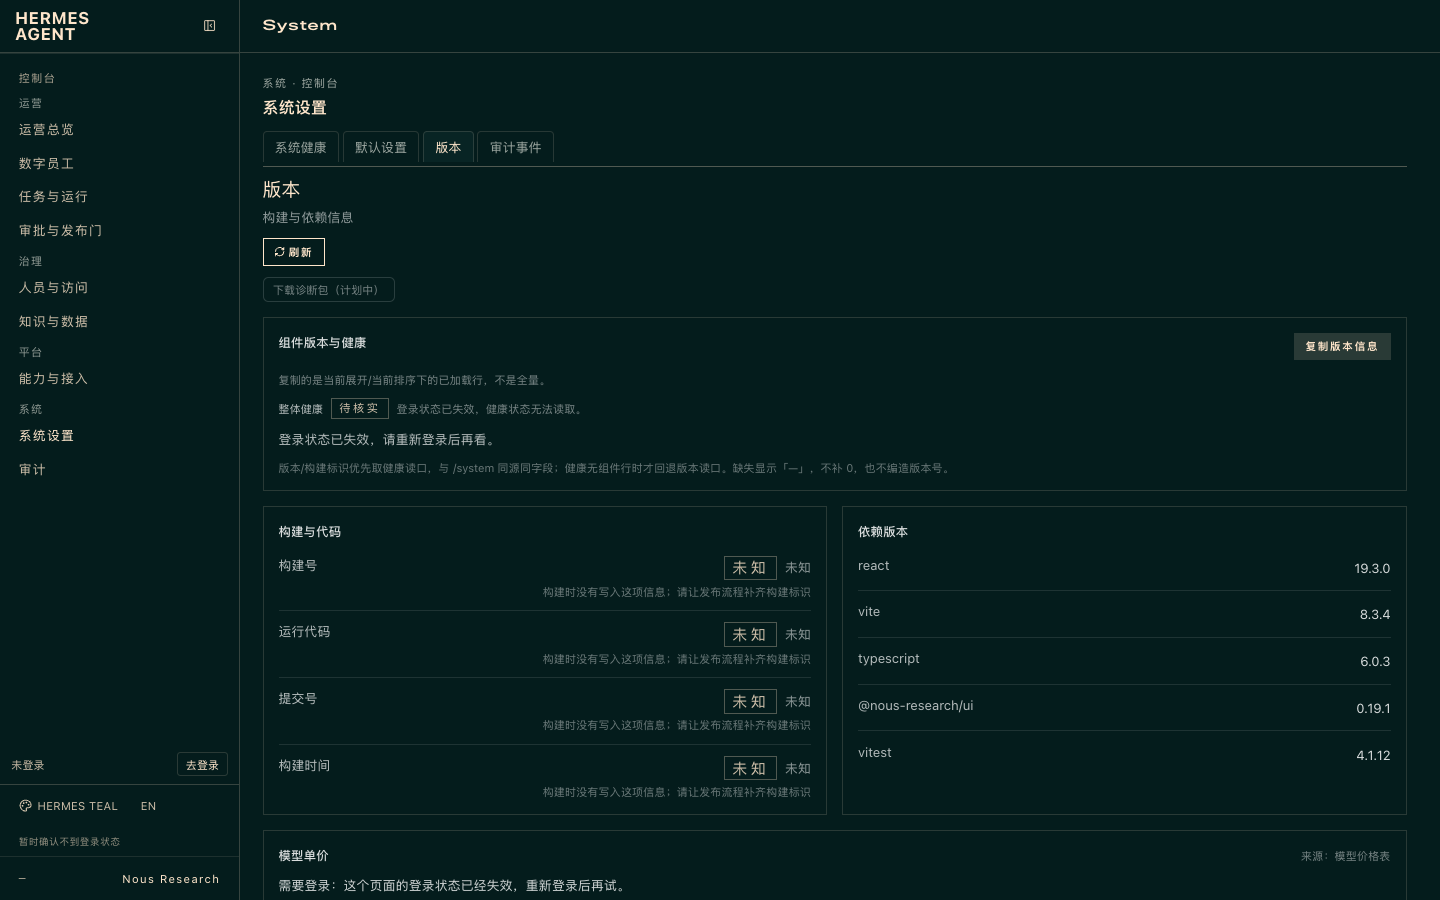 HERMES
AGENT
System
控制台
运营
运营总览
数字员工
任务与运行
审批与发布门
治理
人员与访问
知识与数据
平台
能力与接入
系统
系统设置
审计
未登录
去登录
HERMES TEAL
EN
暂时确认不到登录状态
—
Nous Research
系统 · 控制台
系统设置
系统健康
默认设置
版本
审计事件
版本
构建与依赖信息
刷新
下载诊断包（计划中）
组件版本与健康
复制版本信息
复制的是当前展开/当前排序下的已加载行，不是全量。
整体健康 待核实 登录状态已失效，健康状态无法读取。
登录状态已失效，请重新登录后再看。
版本/构建标识优先取健康读口，与 /system 同源同字段；健康无组件行时才回退版本读口。缺失显示「—」，不补 0，也不编造版本号。
构建与代码
构建号 未知 未知
构建时没有写入这项信息；请让发布流程补齐构建标识
运行代码 未知 未知
构建时没有写入这项信息；请让发布流程补齐构建标识
提交号 未知 未知
构建时没有写入这项信息；请让发布流程补齐构建标识
构建时间 未知 未知
构建时没有写入这项信息；请让发布流程补齐构建标识
依赖版本
react 19.3.0
vite 8.3.4
typescript 6.0.3
@nous-research/ui 0.19.1
vitest 4.1.12
模型单价
来源：模型价格表
需要登录：这个页面的登录状态已经失效，重新登录后再试。